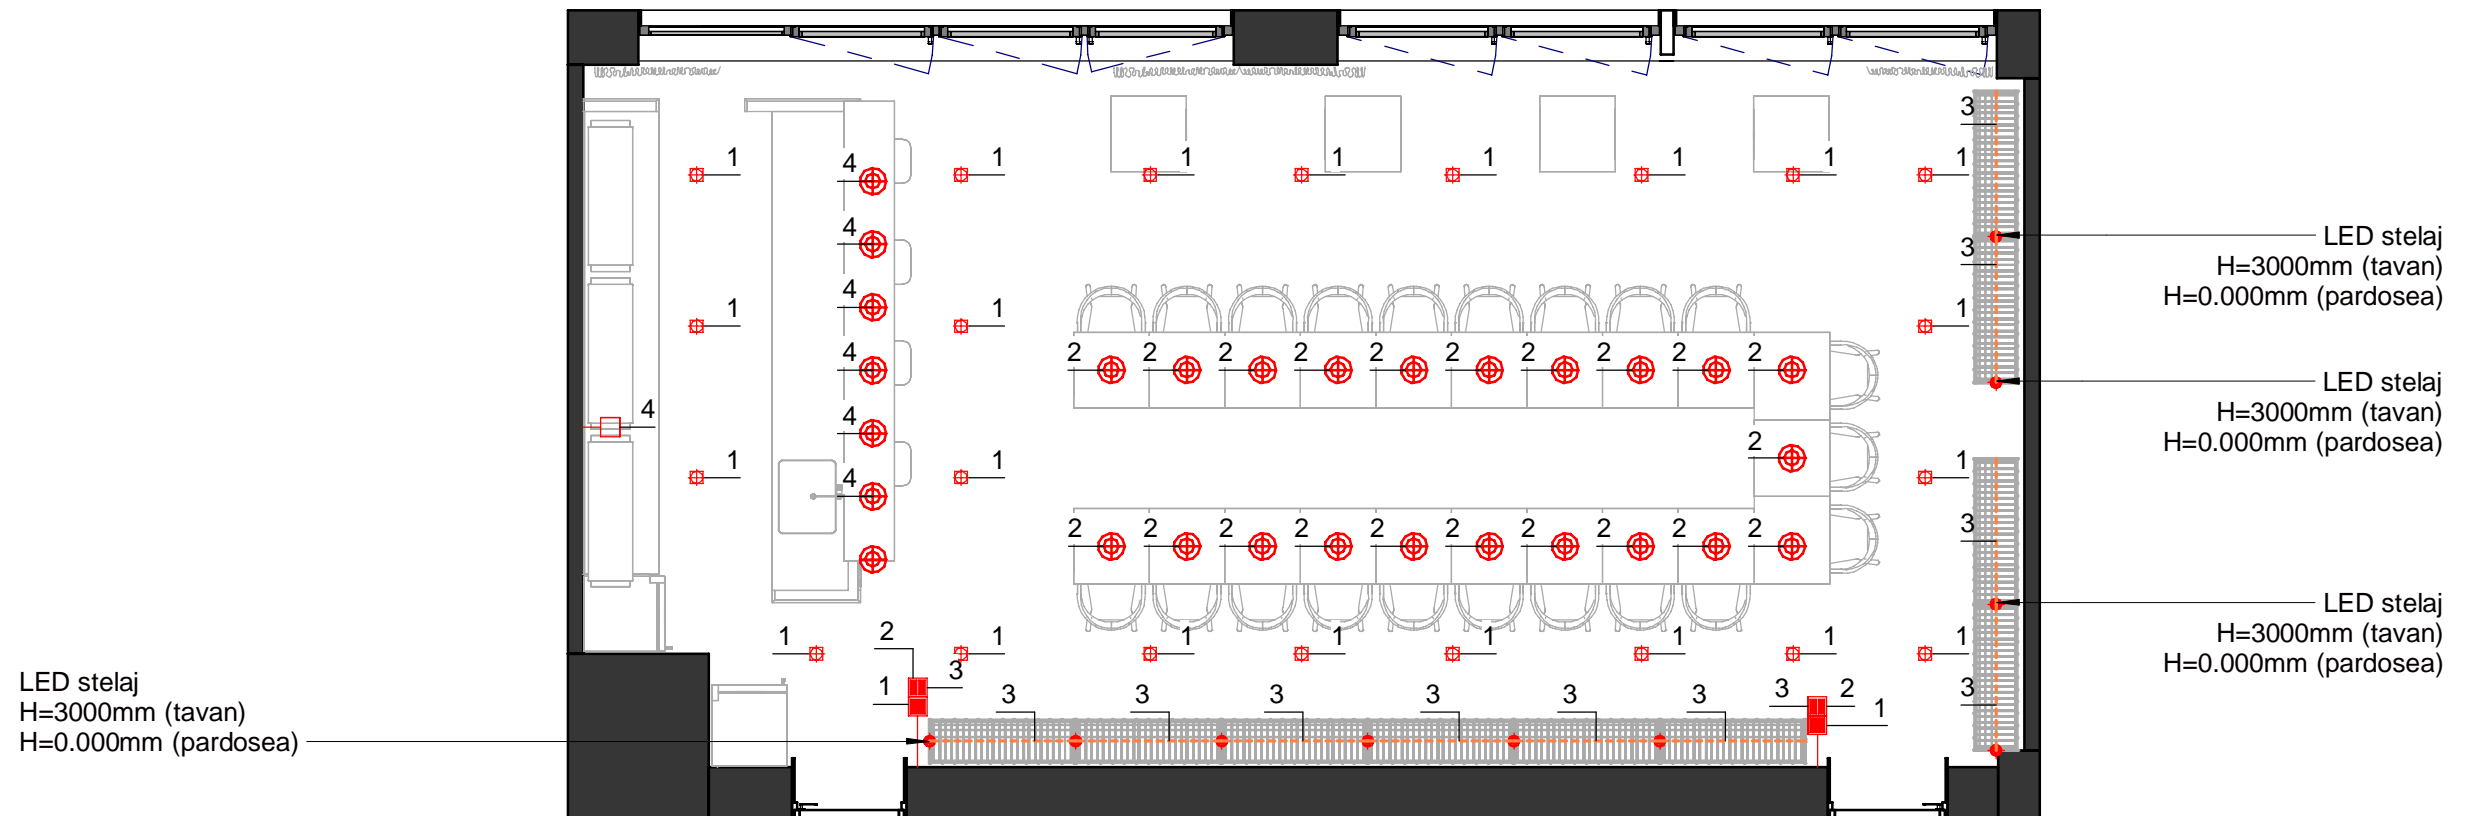 3
1 1 1 1 1 1 1 1
4
4
LED stelaj
H=3000mm (tavan)
H=0.000mm (pardosea)
3
4
1 1 1
4
2 2 2 2 2 2 2 2 2 2
LED stelaj
H=3000mm (tavan)
H=0.000mm (pardosea)
4
4
2
1 1 1
4
3
2 2 2 2 2 2 2 2 2 2
LED stelaj
H=3000mm (tavan)
H=0.000mm (pardosea)
1 2 1 1 1 1 1 1 1
3
3
1
3 3 3 3 3 3
3 2
1
LED stelaj
H=3000mm (tavan)
H=0.000mm (pardosea)